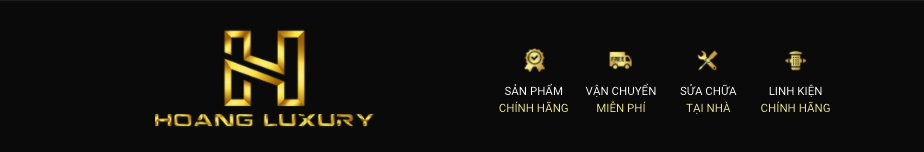 HOANG LUXURY
SẢN PHẨM
CHÍNH HÃNG
VẬN CHUYỂN
MIỄN PHÍ
SỬA CHỮA
TẠI NHÀ
LINH KIỆN
CHÍNH HÃNG